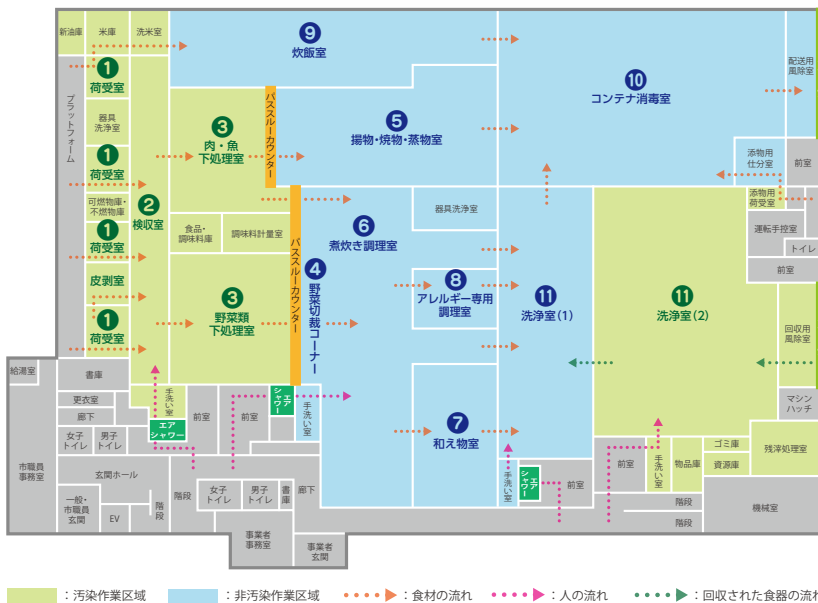 新油庫
米庫
洗米室
❾
炊飯室
❿
コンテナ消毒室
配送用
風除室
プラットフォーム
❶
荷受室
器具
洗浄室
❶
荷受室
可燃物庫・
不燃物庫
❶
荷受室
皮剥室
❶
荷受室
❷
検収室
❸
肉・魚
下処理室
パススルーカウンター
❺
揚物・焼物・蒸物室
食品・
調味料庫
調味料計量室
❸
野菜類
下処理室
パススルーカウンター
❹
野菜切裁コーナー
❻
煮炊き調理室
器具洗浄室
❽
アレルギー専用
調理室
❼
和え物室
⓫
洗浄室(1)
⓫
洗浄室(2)
添物用
仕分室
前室
添物用
荷受室
運転手控室
トイレ
前室
回収用
風除室
マシン
ハッチ
残滓処理室
ゴミ庫
資源庫
物品庫
手洗い室
前室
機械室
階段
階段
前室
エアー
シャワー
手洗い室
給湯室
書庫
更衣室
廊下
女子
トイレ
男子
トイレ
手洗い室
エア
シャワー
前室
前室
エアー
シャワー
手洗い室
市職員
事務室
玄関ホール
一般・
市職員
玄関
EV
階段
階段
女子
トイレ
男子
トイレ
書庫
廊下
事業者
事務室
事業者
玄関
：汚染作業区域
：非汚染作業区域
：食材の流れ
：人の流れ
：回収された食器の流れ